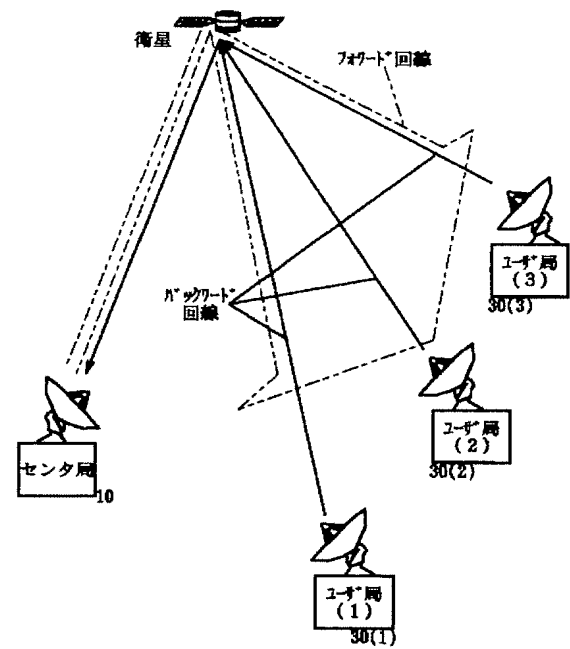 衛星
フォワード回線
ユーザ局
(3)
30(3)
バックワード
回線
ユーザ局
(2)
30(2)
センタ局
10
ユーザ局
(1)
30(1)